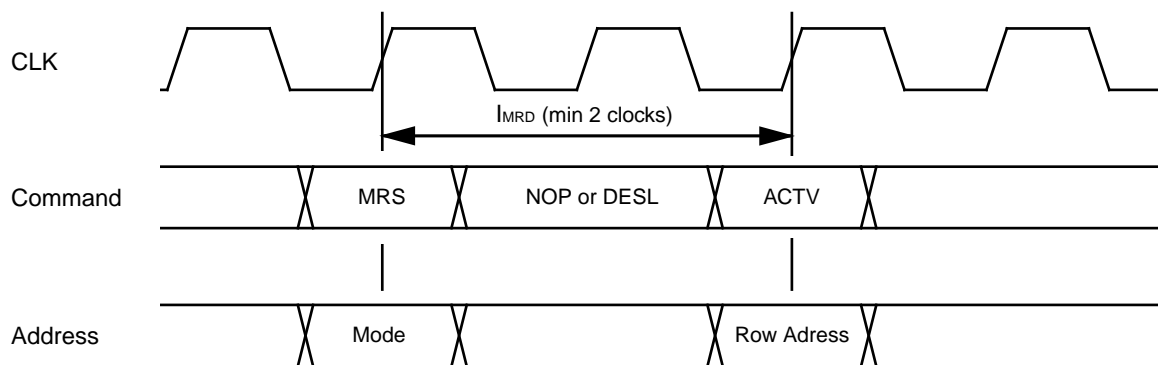 CLK
IMRD (min 2 clocks)
Command
MRS
NOP or DESL
ACTV
Address
Mode
Row Adress